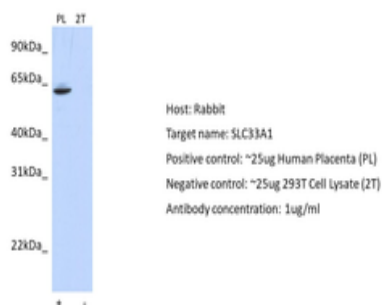 PL 2T
90kDa_
65kDa_
40kDa_
31kDa_
22kDa_
Host: Rabbit
Target name: SLC33A1
Positive control: ~25ug Human Placenta (PL)
Negative control: ~25ug 293T Cell Lysate (2T)
Antibody concentration: 1ug/ml
+ -